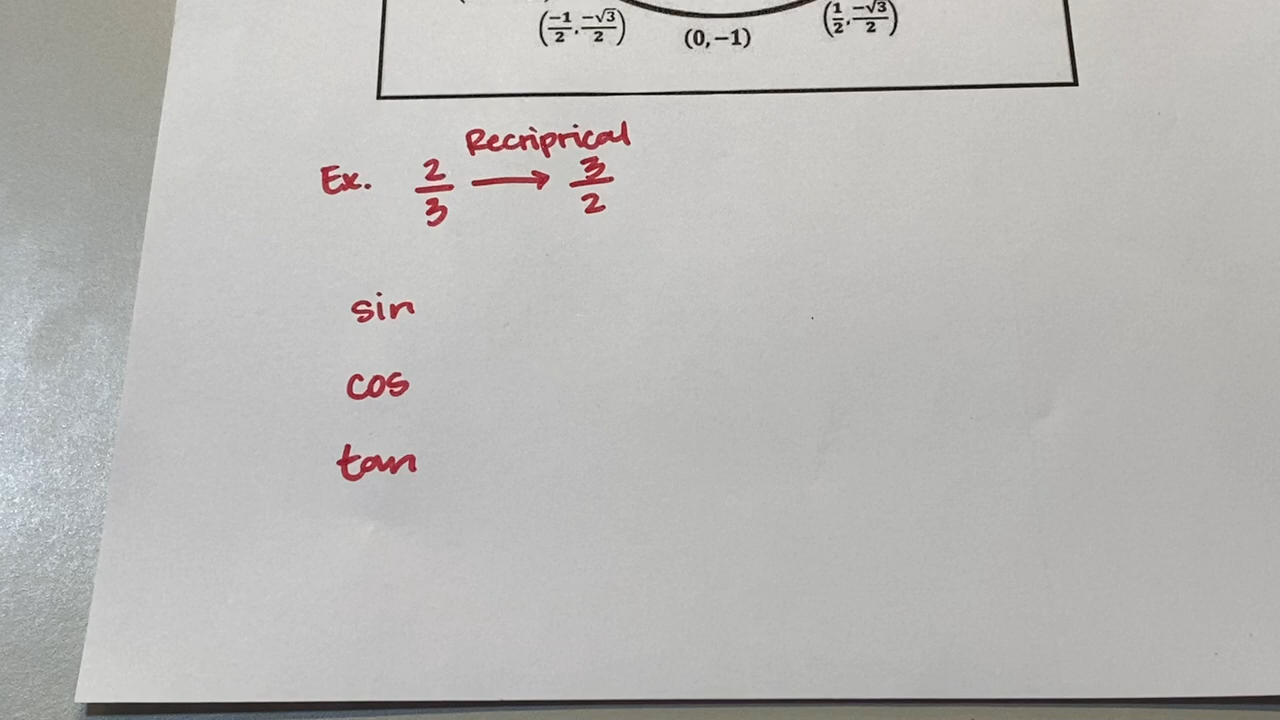 (-1/2, -√3/2) (0, -1) (1/2, -√3/2)
Recriprical
Ex. 2/3 → 3/2
sin
cos
tan